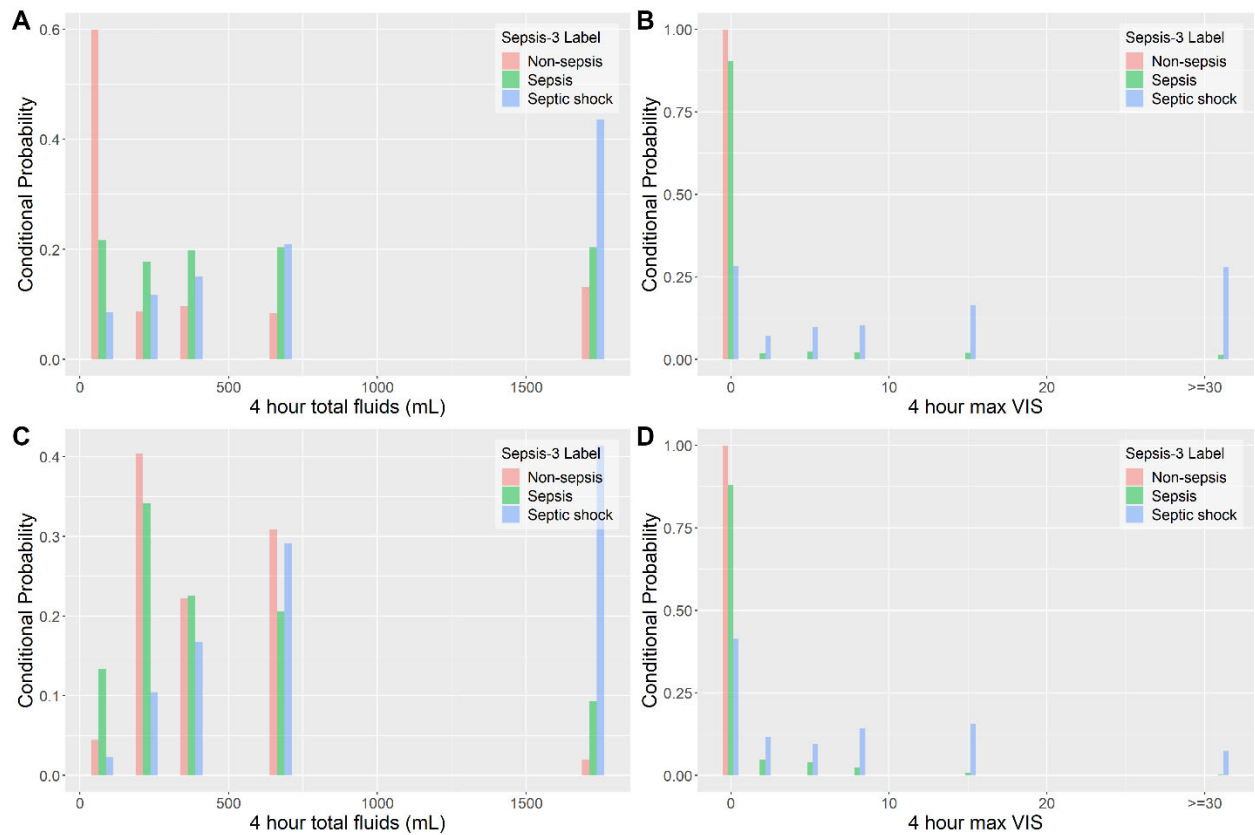 A
Conditional Probability
0.6
0.4
0.2
0.0
Sepsis-3 Label
Non-sepsis
Sepsis
Septic shock
0 500 1000 1500
4 hour total fluids (mL)
B
Conditional Probability
1.00
0.75
0.50
0.25
0.00
Sepsis-3 Label
Non-sepsis
Sepsis
Septic shock
0 10 20 >=30
4 hour max VIS
C
Conditional Probability
0.4
0.3
0.2
0.1
0.0
Sepsis-3 Label
Non-sepsis
Sepsis
Septic shock
0 500 1000 1500
4 hour total fluids (mL)
D
Conditional Probability
1.00
0.75
0.50
0.25
0.00
Sepsis-3 Label
Non-sepsis
Sepsis
Septic shock
0 10 20 >=30
4 hour max VIS